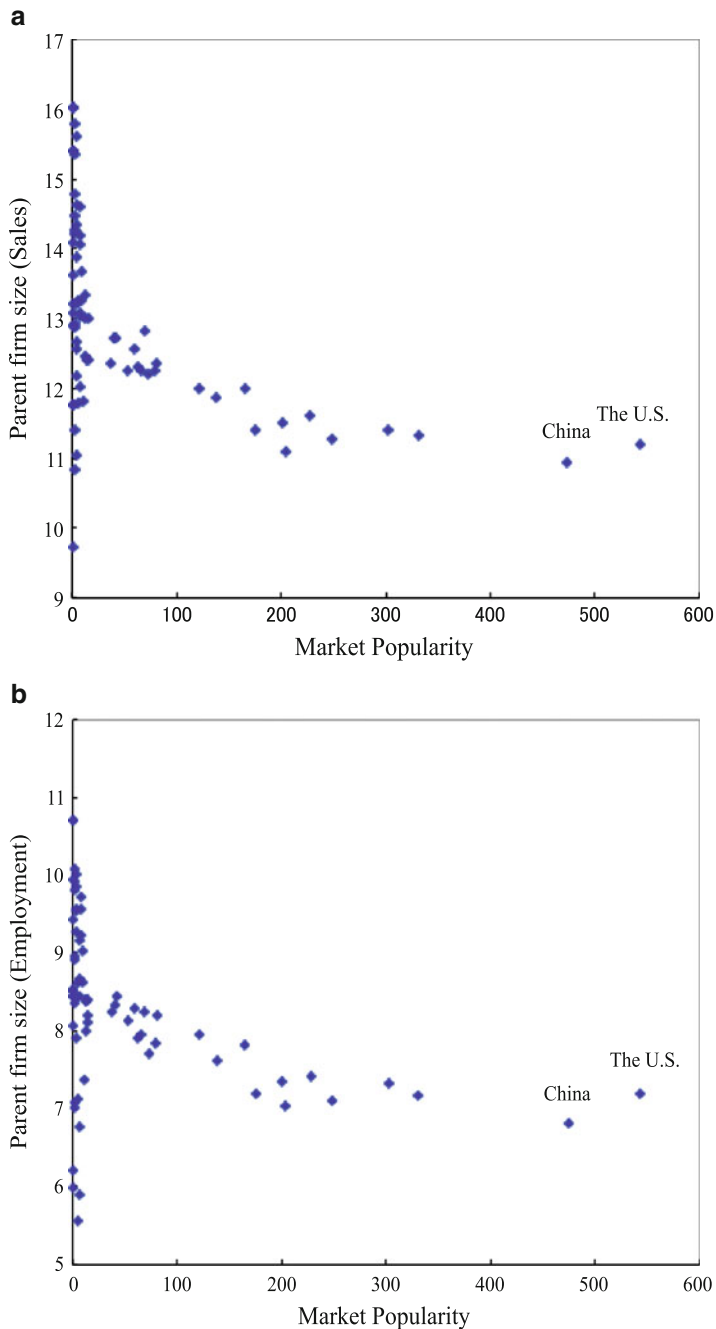 a
17
16
15
14
13
12
11
10
9
Parent firm size (Sales)
The U.S.
China
0 100 200 300 400 500 600
Market Popularity
b
12
11
10
9
8
7
6
5
Parent firm size (Employment)
The U.S.
China
0 100 200 300 400 500 600
Market Popularity